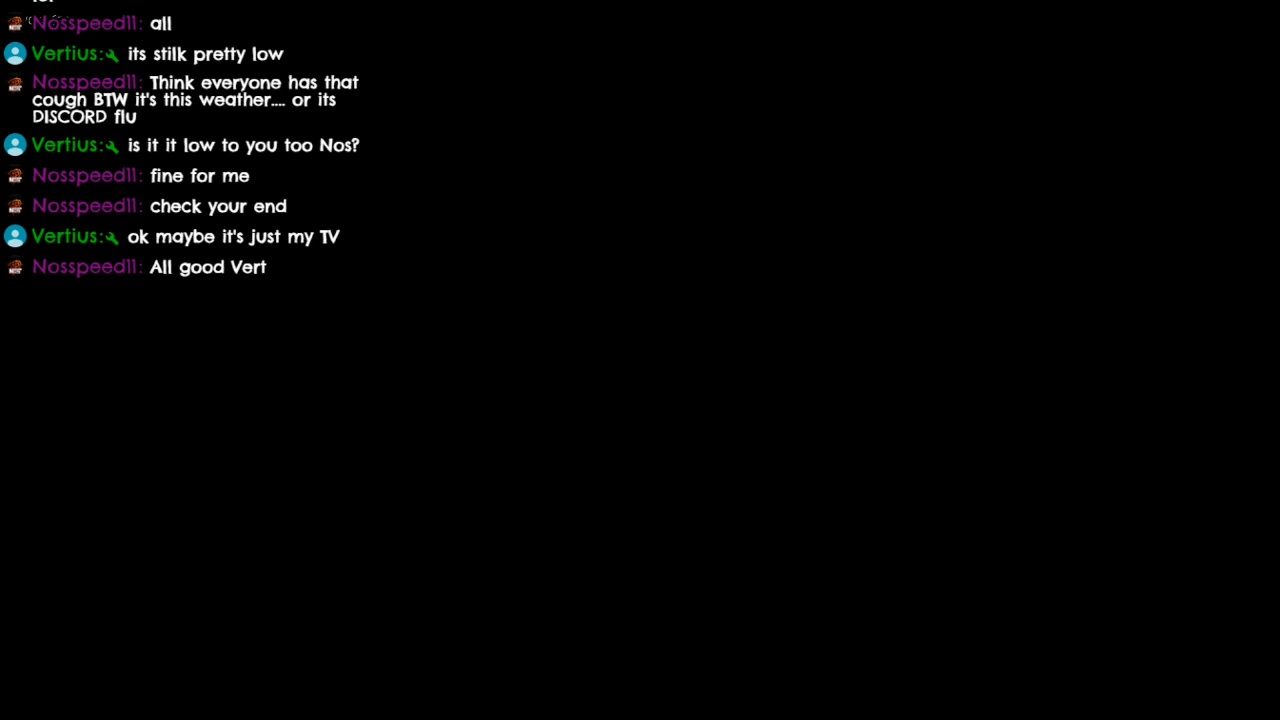 Nosspeed11: all
Vertius: its stilk pretty low
Nosspeed11: Think everyone has that
cough BTW it's this weather.... or its
DISCORD flu
Vertius: is it it low to you too Nos?
Nosspeed11: fine for me
Nosspeed11: check your end
Vertius: ok maybe it's just my TV
Nosspeed11: All good Vert